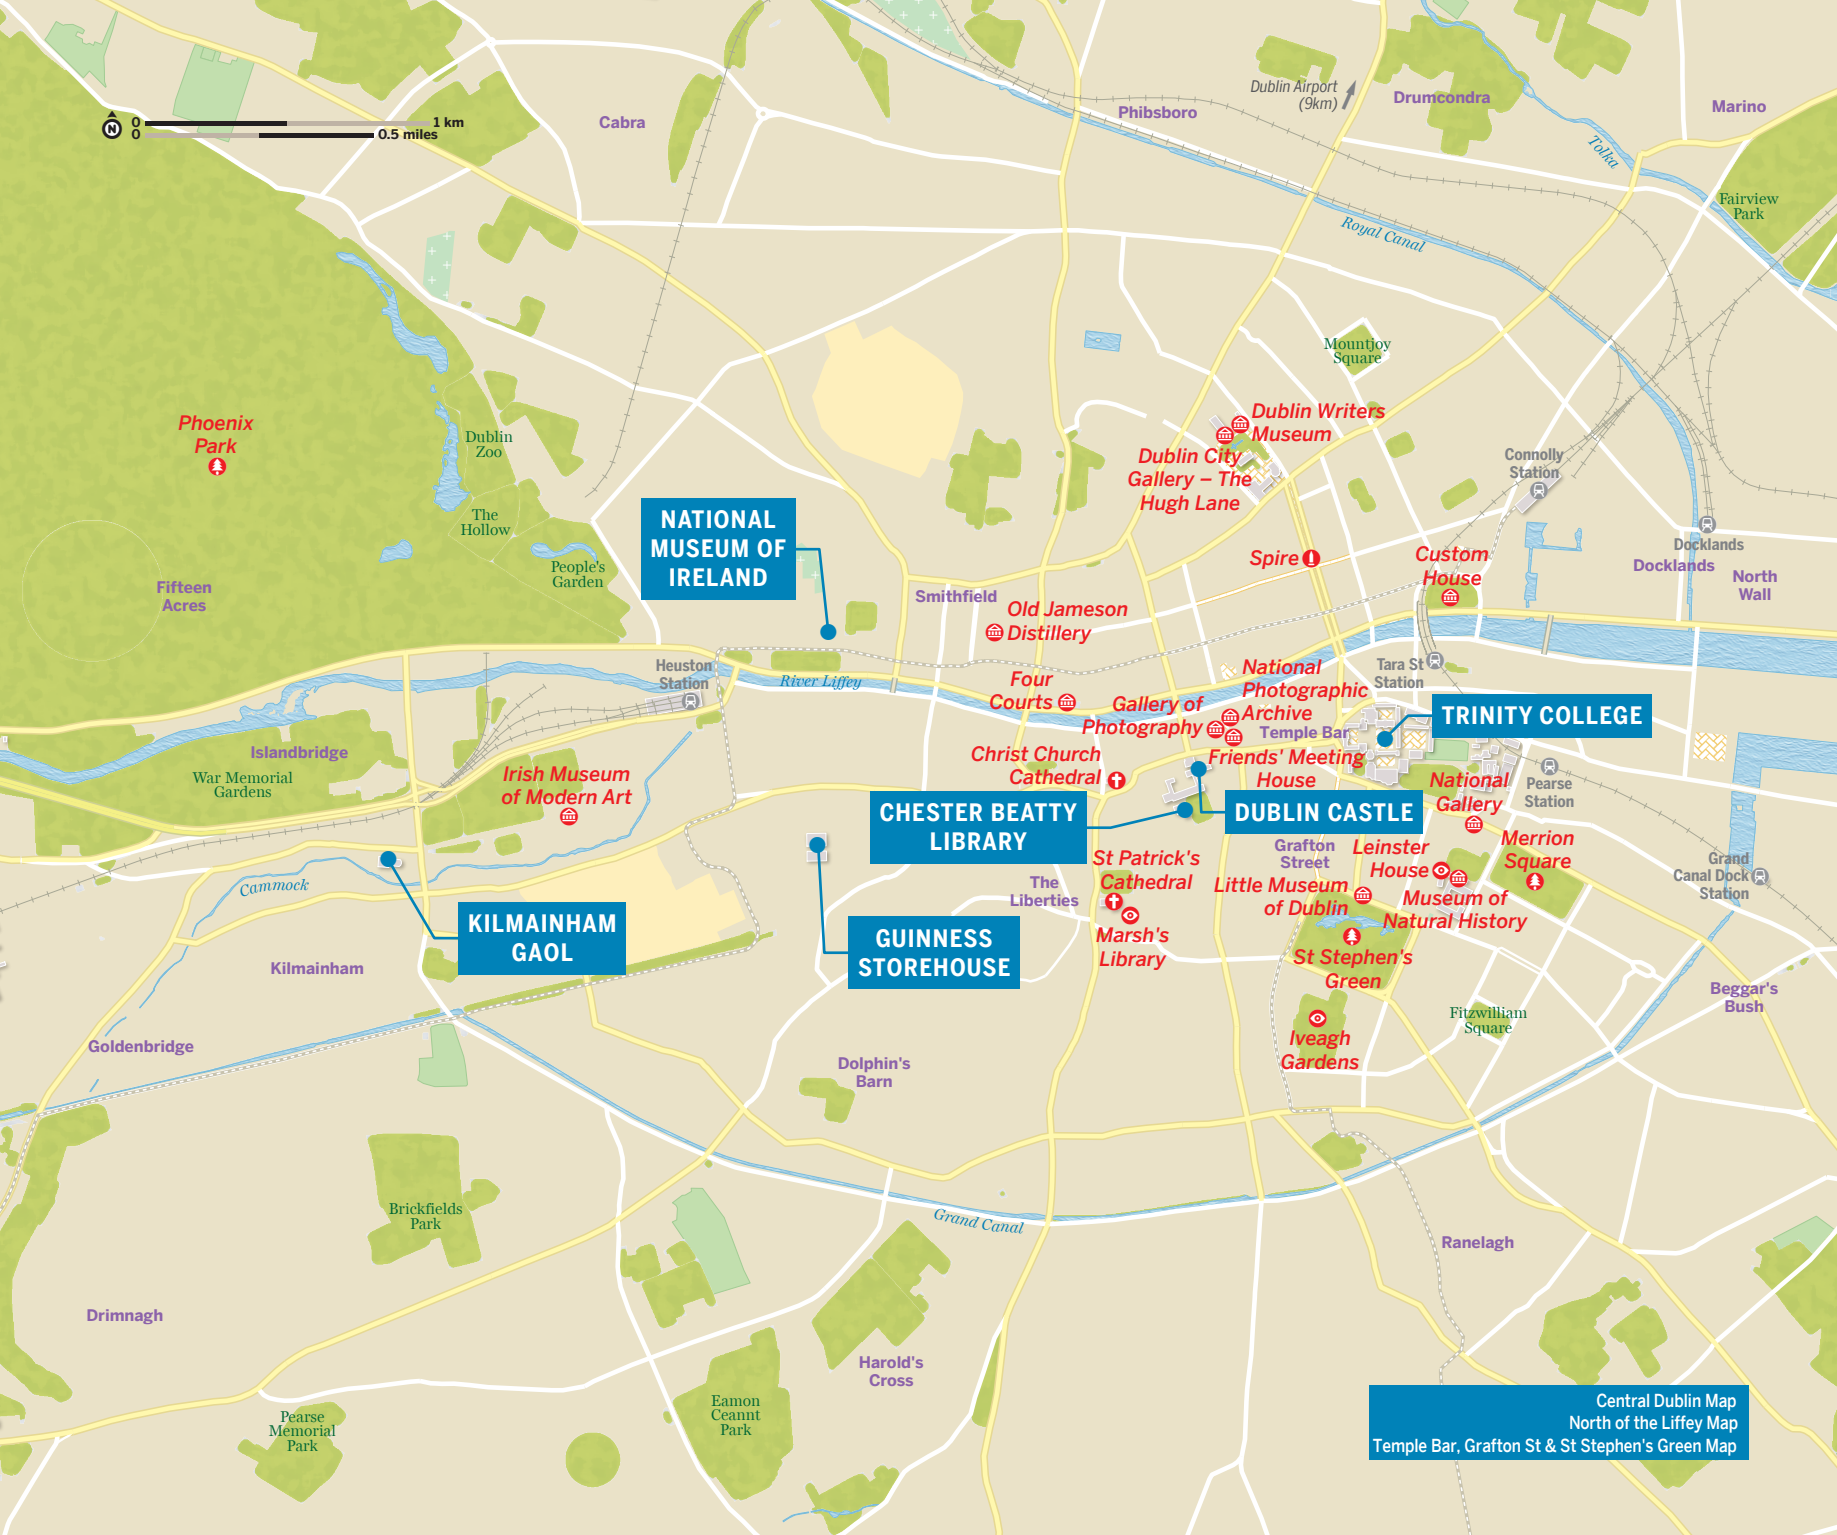 Dublin Airport
(9km)
Drumcondra
Marino
Phibsboro
Cabra
N
0
1 km
0
0.5 miles
Tolka
Fairview
Park
Royal Canal
Mountjoy
Square
Phoenix
Park
Dublin
Zoo
Dublin Writers
Museum
Dublin City
Gallery – The
Hugh Lane
Connolly
Station
The
Hollow
NATIONAL
MUSEUM OF
IRELAND
People's
Garden
Spire
Custom
House
Docklands
Docklands
North
Wall
Fifteen
Acres
Smithfield
Old Jameson
Distillery
Heuston
Station
River Liffey
Four
Courts
National
Photographic
Archive
Gallery of
Photography
Tara St
Station
Temple Bar
TRINITY COLLEGE
Islandbridge
War Memorial
Gardens
Irish Museum
of Modern Art
Christ Church
Cathedral
Friends' Meeting
House
National
Gallery
Pearse
Station
CHESTER BEATTY
LIBRARY
DUBLIN CASTLE
Merrion
Square
Grafton
Street
Leinster
House
Grand
Canal Dock
Station
Cammock
St Patrick's
Cathedral
The
Liberties
Little Museum
of Dublin
Museum of
Natural History
KILMAINHAM
GAOL
GUINNESS
STOREHOUSE
Marsh's
Library
St Stephen's
Green
Kilmainham
Beggar's
Bush
Fitzwilliam
Square
Iveagh
Gardens
Goldenbridge
Dolphin's
Barn
Brickfields
Park
Grand Canal
Ranelagh
Drimnagh
Harold's
Cross
Eamon
Ceannt
Park
Pearse
Memorial
Park
Central Dublin Map
North of the Liffey Map
Temple Bar, Grafton St & St Stephen's Green Map